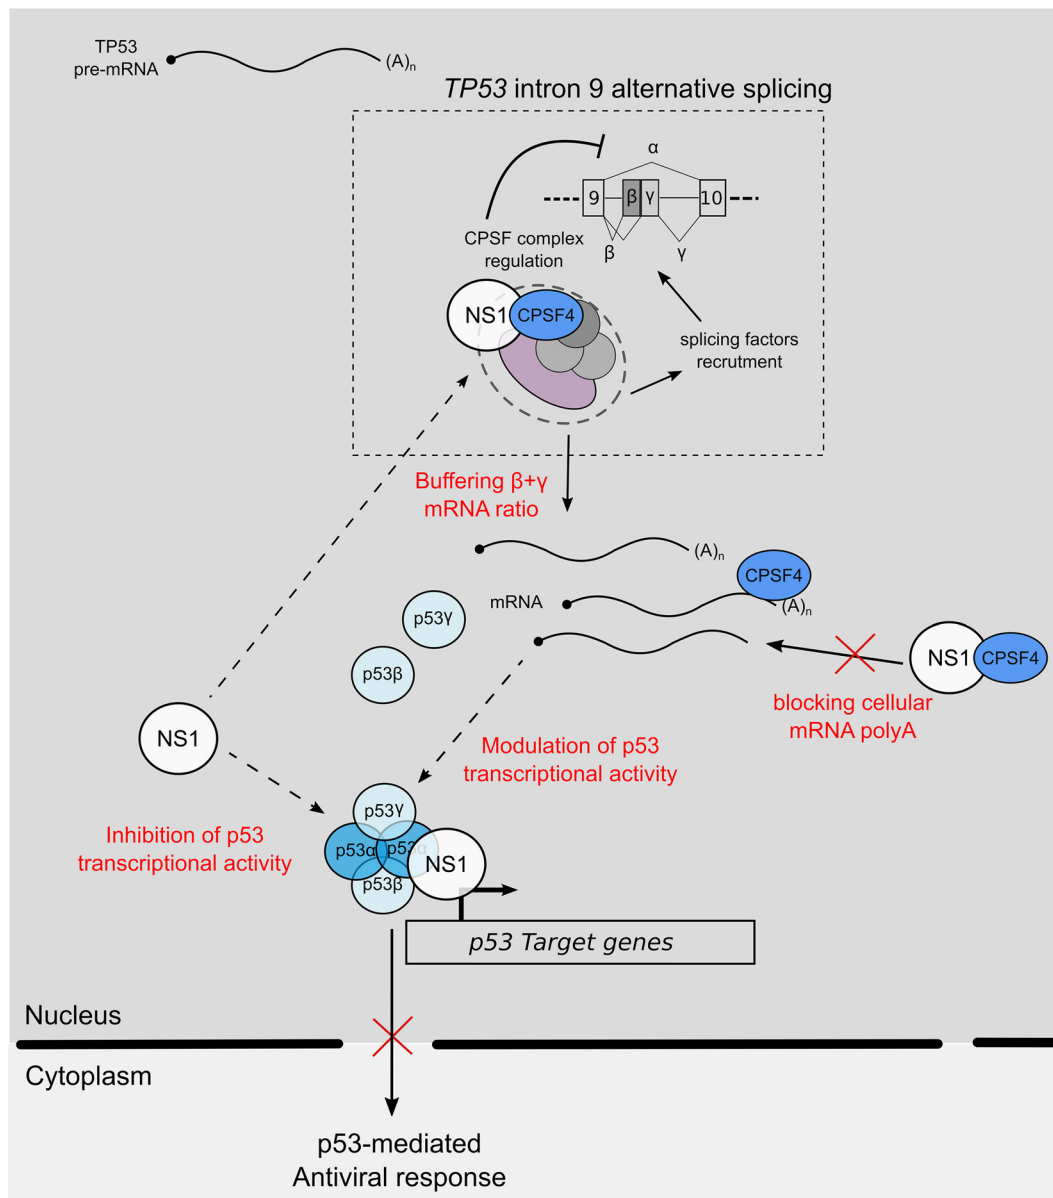 TP53
pre-mRNA
(A)n
TP53 intron 9 alternative splicing
α
9
β
γ
10
β
γ
CPSF complex
regulation
NS1
CPSF4
splicing factors
recrutment
Buffering β+γ
mRNA ratio
(A)n
CPSF4
mRNA
(A)n
p53γ
p53β
NS1
CPSF4
blocking cellular
mRNA polyA
NS1
Modulation of p53
transcriptional activity
Inhibition of p53
transcriptional activity
p53γ
p53α
p53α
NS1
p53β
p53 Target genes
Nucleus
Cytoplasm
p53-mediated
Antiviral response